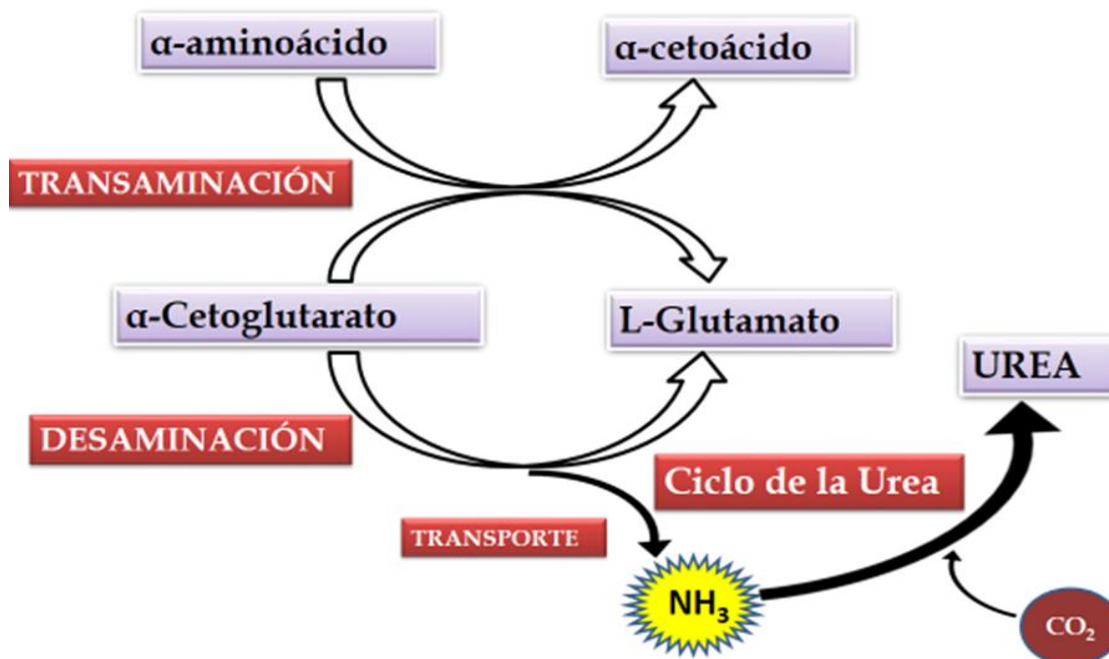 α-aminoácido
α-cetoácido
TRANSAMINACIÓN
α-Cetoglutarato
L-Glutamato
UREA
DESAMINACIÓN
Ciclo de la Urea
TRANSPORTE
NH₃
CO₂